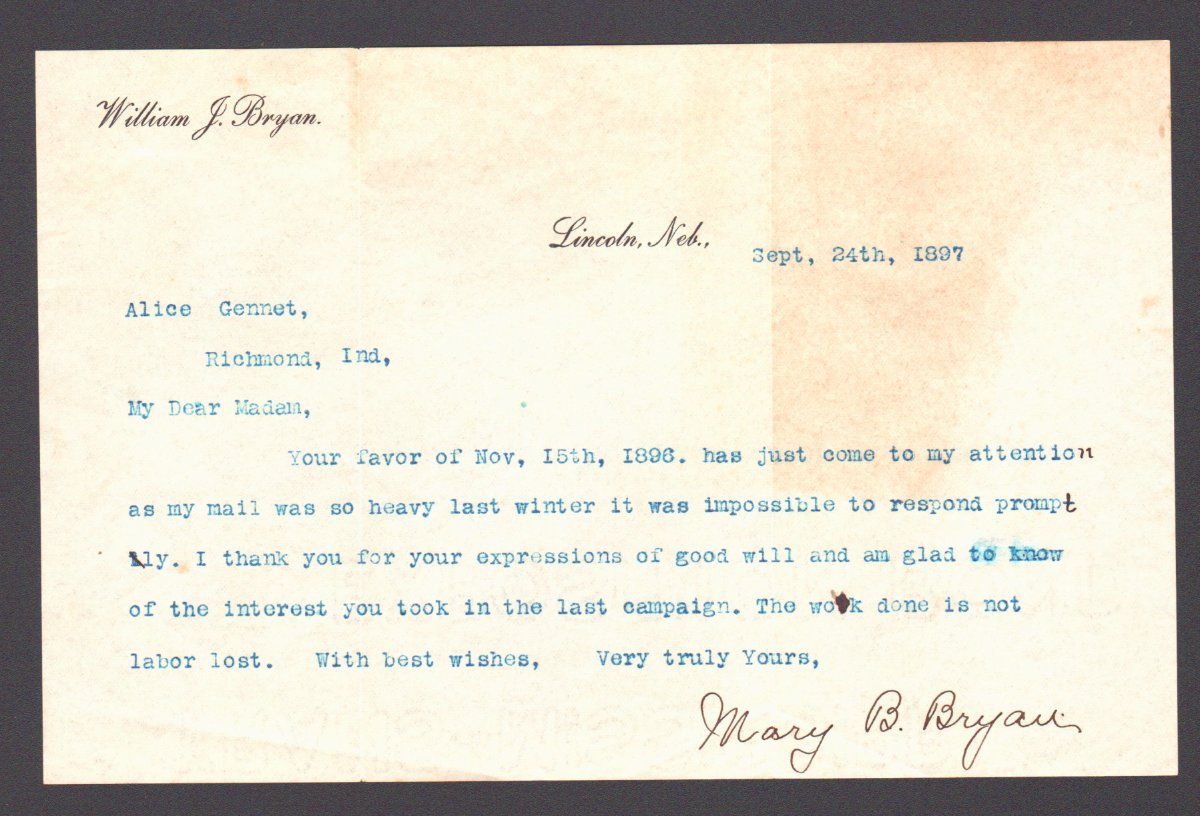 William J. Bryan.
Lincoln, Neb., Sept, 24th, 1897
Alice Gennet,
Richmond, Ind,
My Dear Madam,
Your favor of Nov, 15th, 1896. has just come to my attention
as my mail was so heavy last winter it was impossible to respond prompt
ly. I thank you for your expressions of good will and am glad to know
of the interest you took in the last campaign. The work done is not
labor lost. With best wishes, Very truly Yours,
Mary B. Bryan.